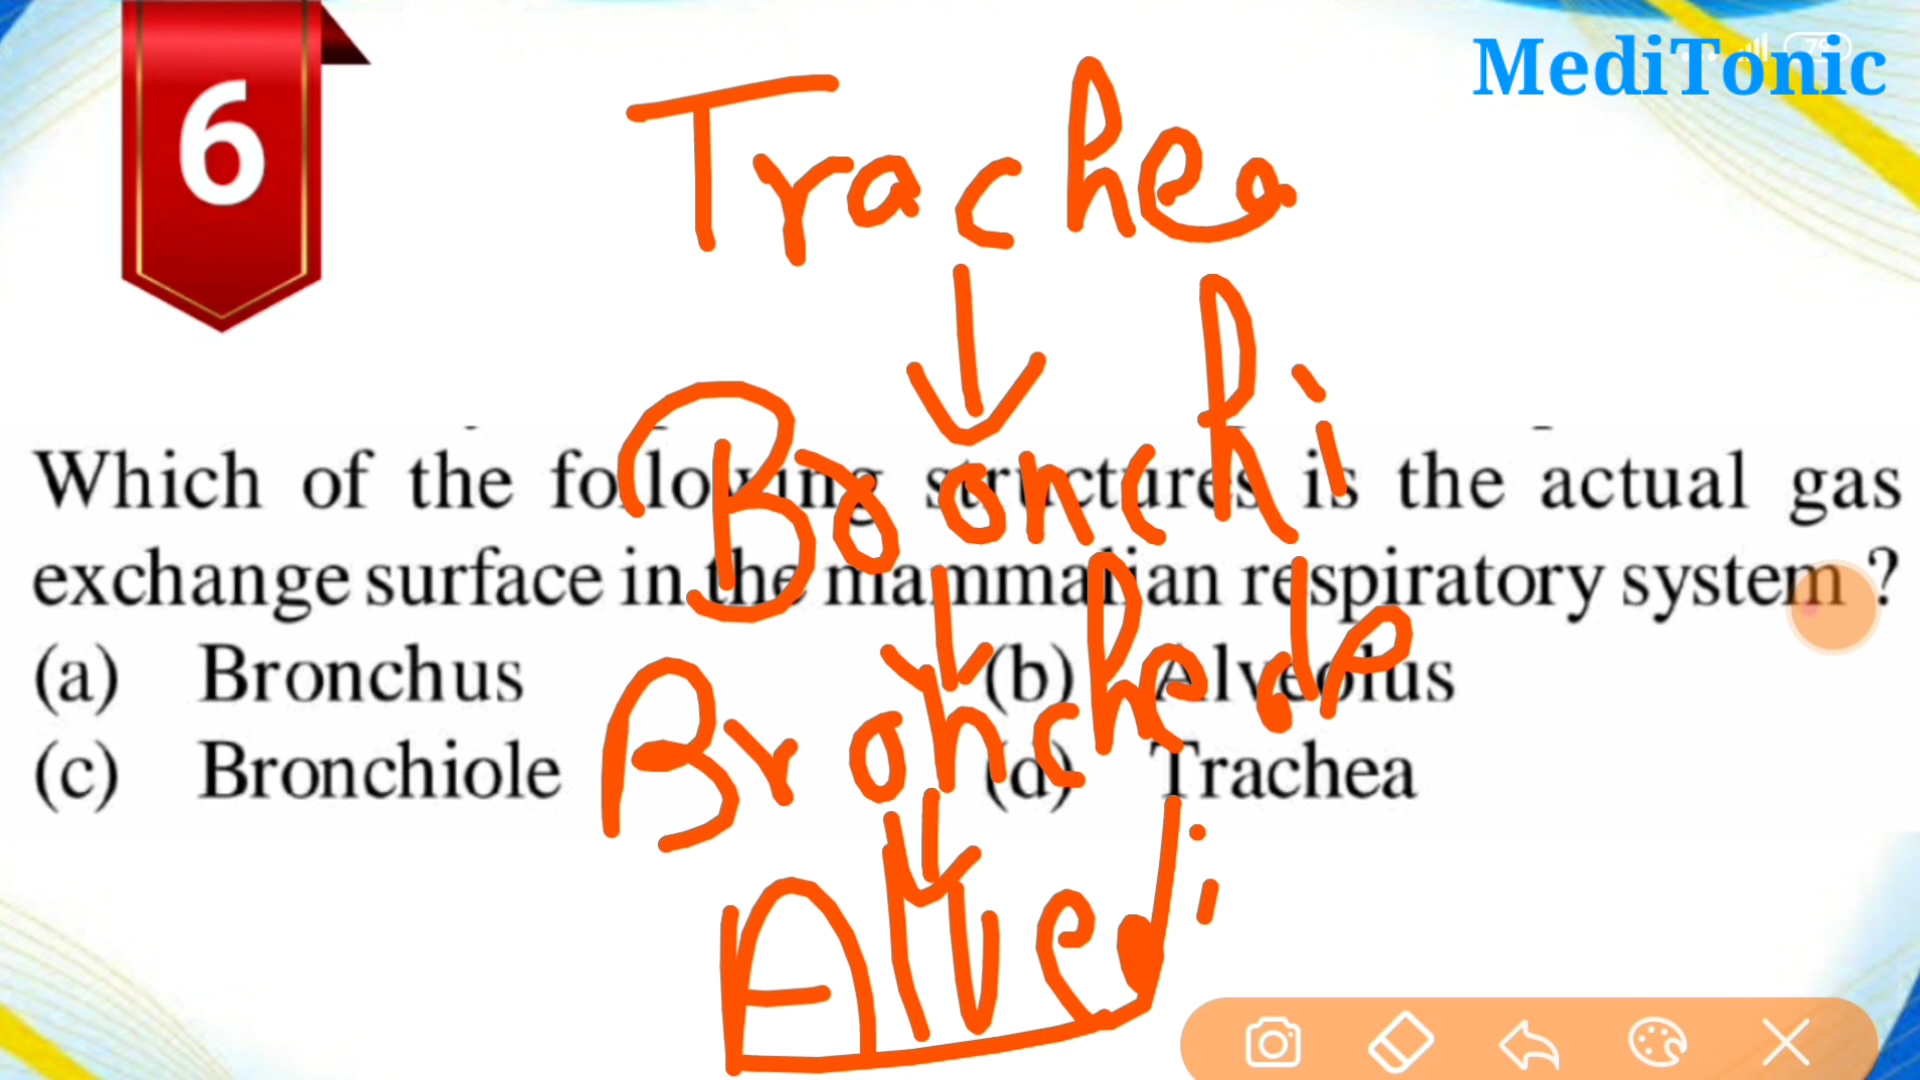 6
MediTonic
79
Trachea
Bronchi
Which of the following structures is the actual gas
exchange surface in the mammalian respiratory system ?
(a) Bronchus (b) Alveolus
(c) Bronchiole (d) Trachea
Alveoli